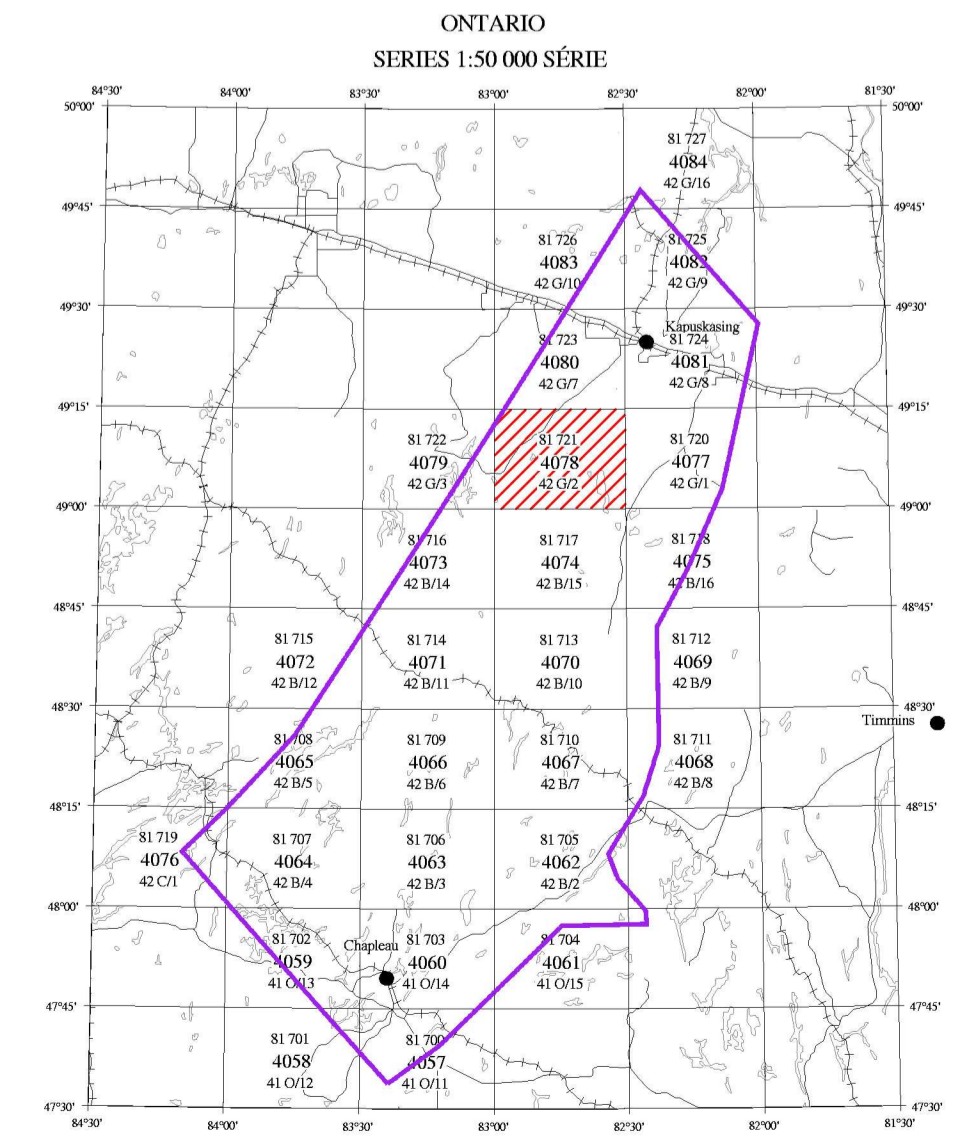 ONTARIO
SERIES 1:50 000 SÉRIE
84°30'
84°00'
83°30'
83°00'
82°30'
82°00'
81°30'
50°00'
50°00'
81 727
4084
42 G/16
49°45'
49°45'
81 726
4083
42 G/10
81 725
4082
42 G/9
49°30'
49°30'
Kapuskasing
81 723
4080
42 G/7
81 724
4081
42 G/8
49°15'
49°15'
81 722
4079
42 G/3
81 721
4078
42 G/2
81 720
4077
42 G/1
49°00'
49°00'
81 716
4073
42 B/14
81 717
4074
42 B/15
81 718
4075
42 B/16
48°45'
48°45'
81 715
4072
42 B/12
81 714
4071
42 B/11
81 713
4070
42 B/10
81 712
4069
42 B/9
48°30'
48°30'
Timmins
81 708
4065
42 B/5
81 709
4066
42 B/6
81 710
4067
42 B/7
81 711
4068
42 B/8
48°15'
48°15'
81 719
4076
42 C/1
81 707
4064
42 B/4
81 706
4063
42 B/3
81 705
4062
42 B/2
48°00'
48°00'
81 702
4059
41 O/13
Chapleau
81 703
4060
41 O/14
81 704
4061
41 O/15
47°45'
47°45'
81 701
4058
41 O/12
81 700
4057
41 O/11
47°30'
47°30'
84°30'
84°00'
83°30'
83°00'
82°30'
82°00'
81°30'